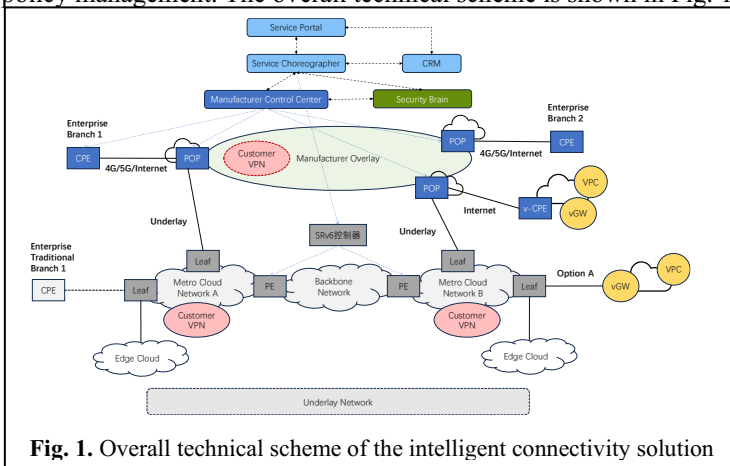 policy management. The overall technical scheme is shown in Fig. 1
Service Portal
Service Choreographer
CRM
Manufacturer Control Center
Security Brain
Enterprise
Branch 1
Enterprise
Branch 2
CPE
4G/5G/Internet
POP
Customer
VPN
Manufacturer Overlay
POP
4G/5G/Internet
CPE
POP
Internet
v-CPE
VPC
vGW
Underlay
Underlay
SRv6控制器
Enterprise
Traditional
Branch 1
Leaf
Leaf
Option A
CPE
Leaf
Metro Cloud
Network A
PE
Backbone
Network
PE
Metro Cloud
Network B
Leaf
vGW
VPC
Customer
VPN
Customer
VPN
Edge Cloud
Edge Cloud
Underlay Network
Fig. 1. Overall technical scheme of the intelligent connectivity solution